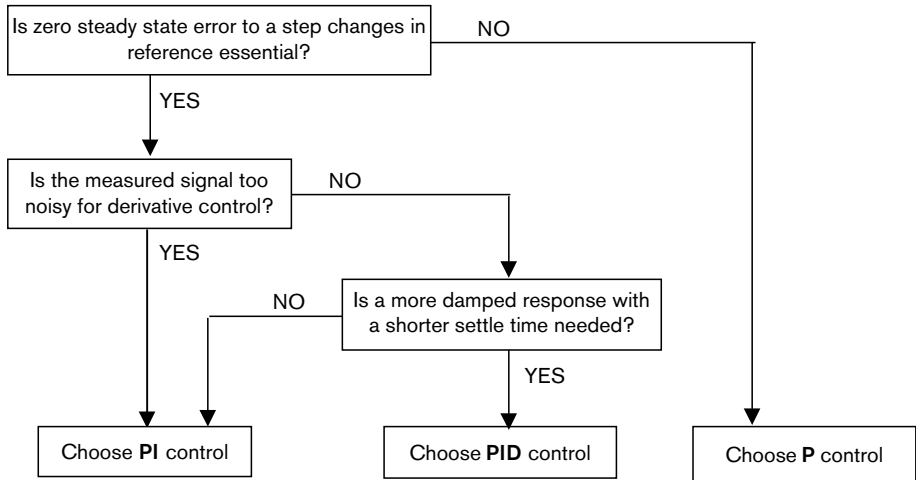 Is zero steady state error to a step changes in
reference essential?
NO
YES
Is the measured signal too
noisy for derivative control?
NO
YES
Is a more damped response with
a shorter settle time needed?
NO
YES
Choose PI control
Choose PID control
Choose P control